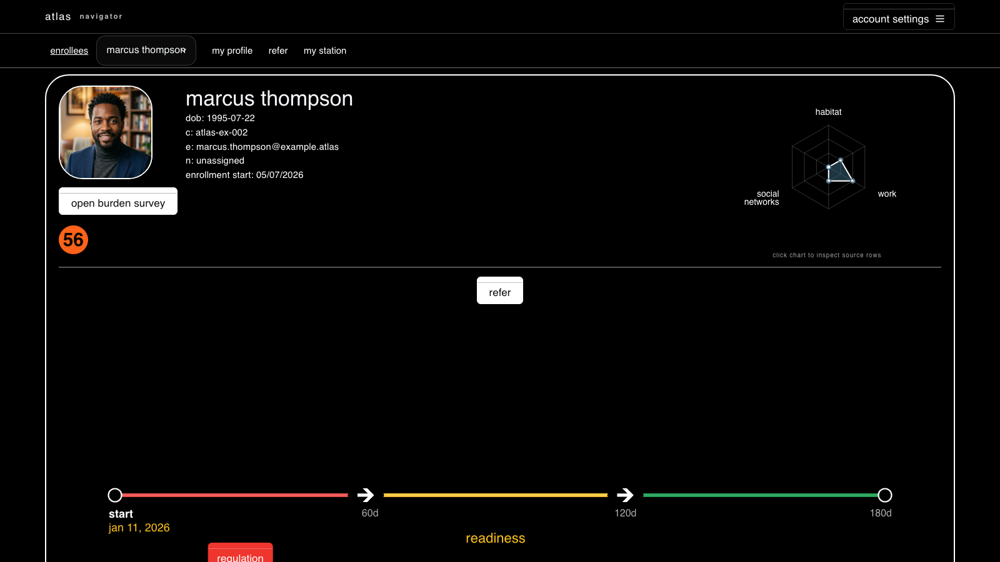 atlas navigator
account settings
enrollees
marcus thompson
my profile
refer
my station
marcus thompson
dob: 1995-07-22
c: atlas-ex-002
e: marcus.thompson@example.atlas
n: unassigned
enrollment start: 05/07/2026
open burden survey
56
habitat
social
networks
work
click chart to inspect source rows
refer
start
jan 11, 2026
60d
120d
180d
readiness
regulation